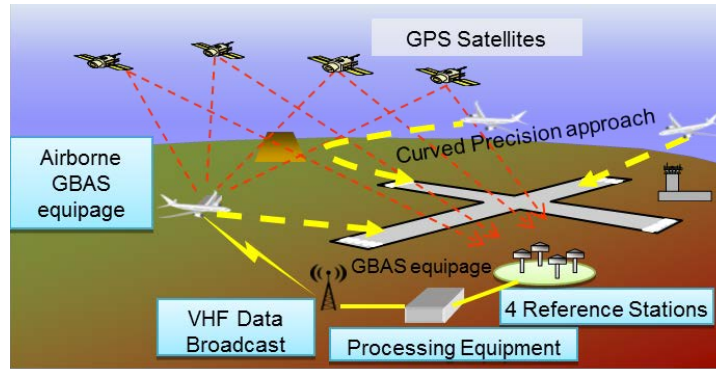 GPS Satellites
Curved Precision approach
Airborne
GBAS
equipage
GBAS equipage
4 Reference Stations
VHF Data
Broadcast
Processing Equipment